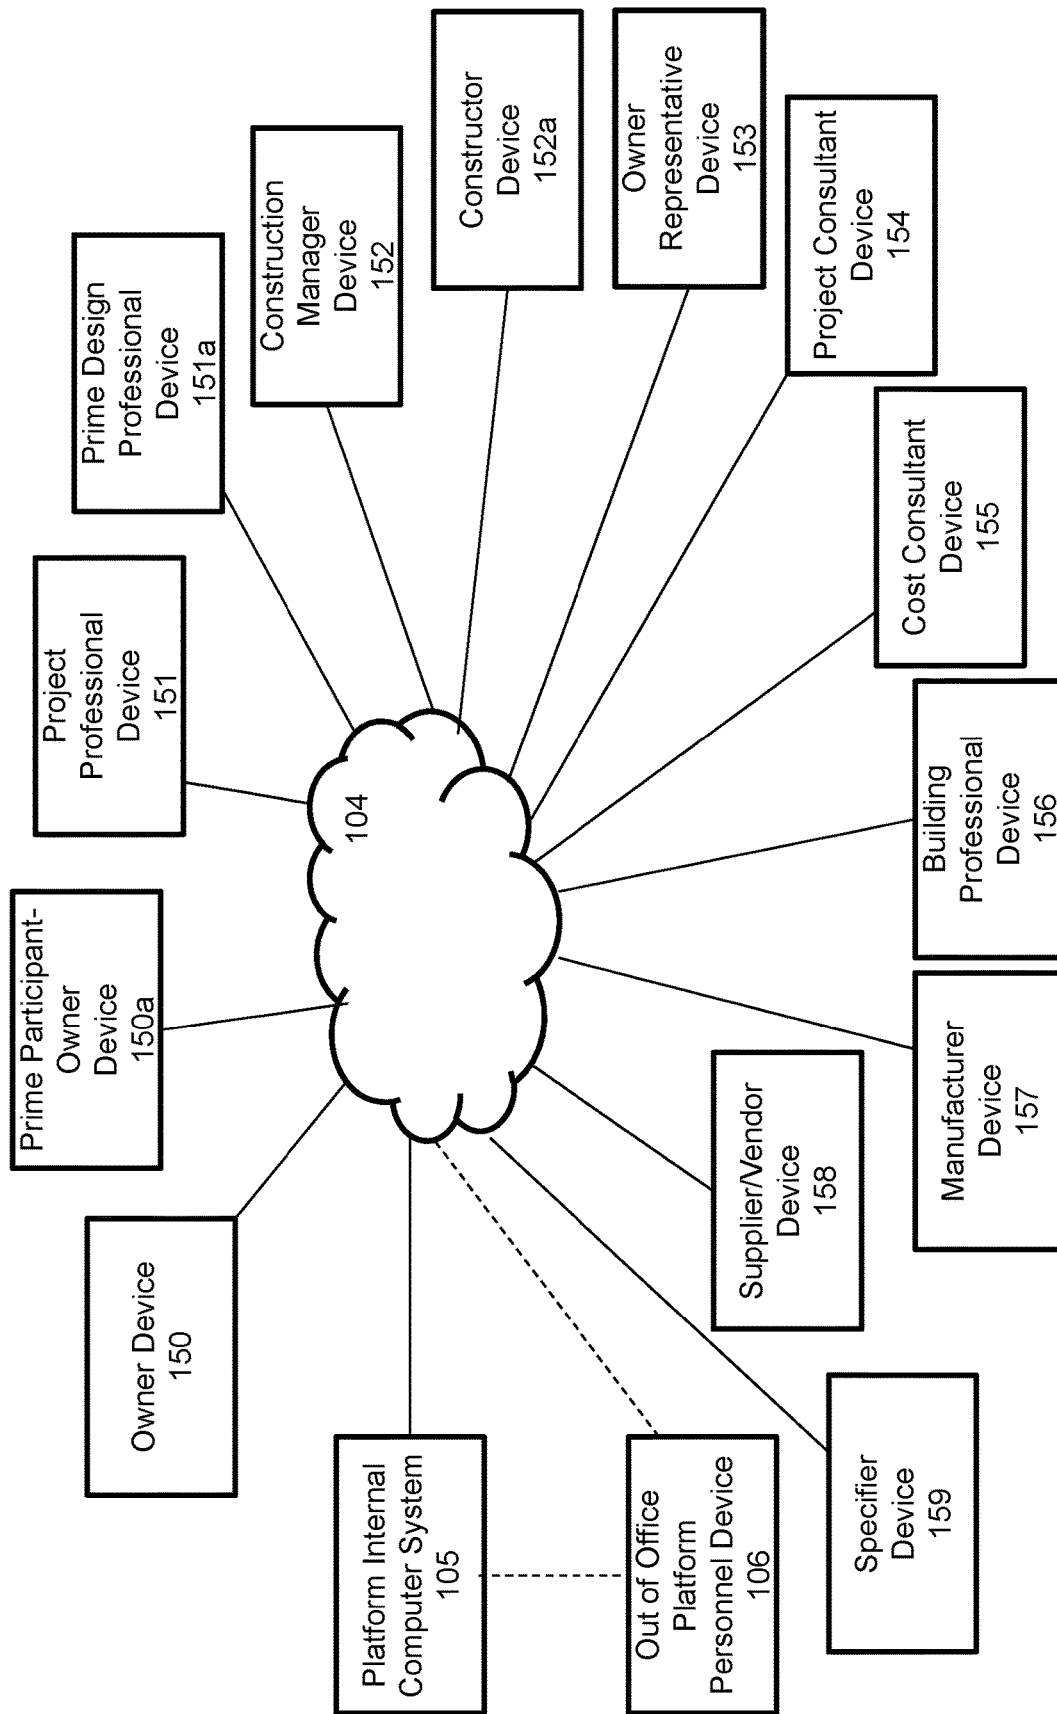 Prime Participant-
Owner
Device
150a
Project
Professional
Device
151
Prime Design
Professional
Device
151a
Owner Device
150
Construction
Manager
Device
152
Platform Internal
Computer System
105
104
Constructor
Device
152a
Out of Office
Platform
Personnel Device
106
Owner
Representative
Device
153
Specifier
Device
159
Supplier/Vendor
Device
158
Project Consultant
Device
154
Manufacturer
Device
157
Building
Professional
Device
156
Cost Consultant
Device
155